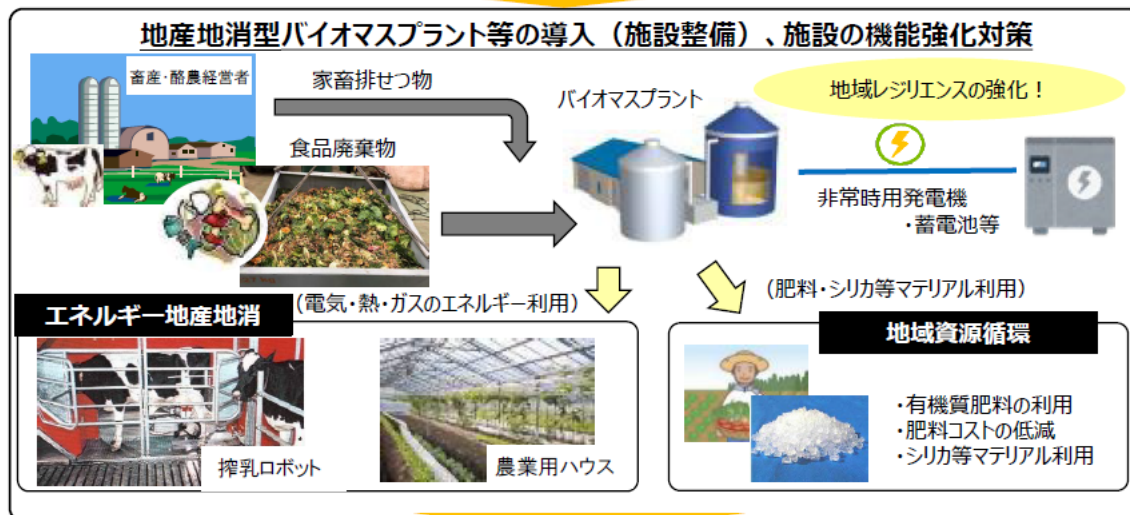 地産地消型バイオマスプラント等の導入（施設整備）、施設の機能強化対策
畜産・酪農経営者
家畜排せつ物
食品廃棄物
バイオマスプラント
地域レジリエンスの強化！
非常時用発電機
・蓄電池等
（電気・熱・ガスのエネルギー利用）
（肥料・シリカ等マテリアル利用）
エネルギー地産地消
搾乳ロボット
農業用ハウス
地域資源循環
・有機質肥料の利用
・肥料コストの低減
・シリカ等マテリアル利用